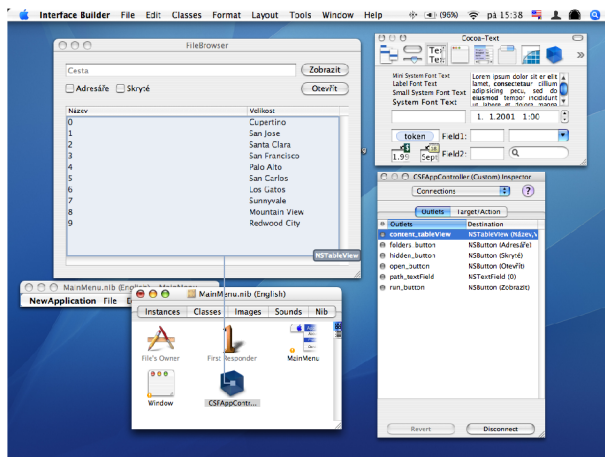 Interface Builder File Edit Classes Format Layout Tools Window Help (96%) pá 15:38
FileBrowser
Cesta
Zobrazit
Adresáře Skryté
Otevřít
Název Velikost
0 Cupertino
1 San Jose
2 Santa Clara
3 San Francisco
4 Palo Alto
5 San Carlos
6 Los Gatos
7 Sunnyvale
8 Mountain View
9 Redwood City
NSTableView
MainMenu.nib (English)
NewApplication File
MainMenu.nib (English)
Instances Classes Images Sounds Nib
File's Owner First Responder MainMenu
Window CSFAppContr...
Cocoa-Text
Mini System Font Text
Label Font Text
Small System Font Text
System Font Text
Lorem ipsum dolor sit er elit
lamet, consectetur cillum
adipisicing pecu, sed do
eiusmod tempor incididunt
ut labore et dolore magna
1. 1.2001 1:00
token Field1:
1.99 Sept Field2:
CSFAppController (Custom) Inspector
Connections
Outlets Target/Action
Outlets Destination
content_tableView NSTableView (Název,V
folders_button NSButton (Adresáře)
hidden_button NSButton (Skryté)
open_button NSButton (Otevřít)
path_textField NSTextField (0)
run_button NSButton (Zobrazit)
Revert Disconnect